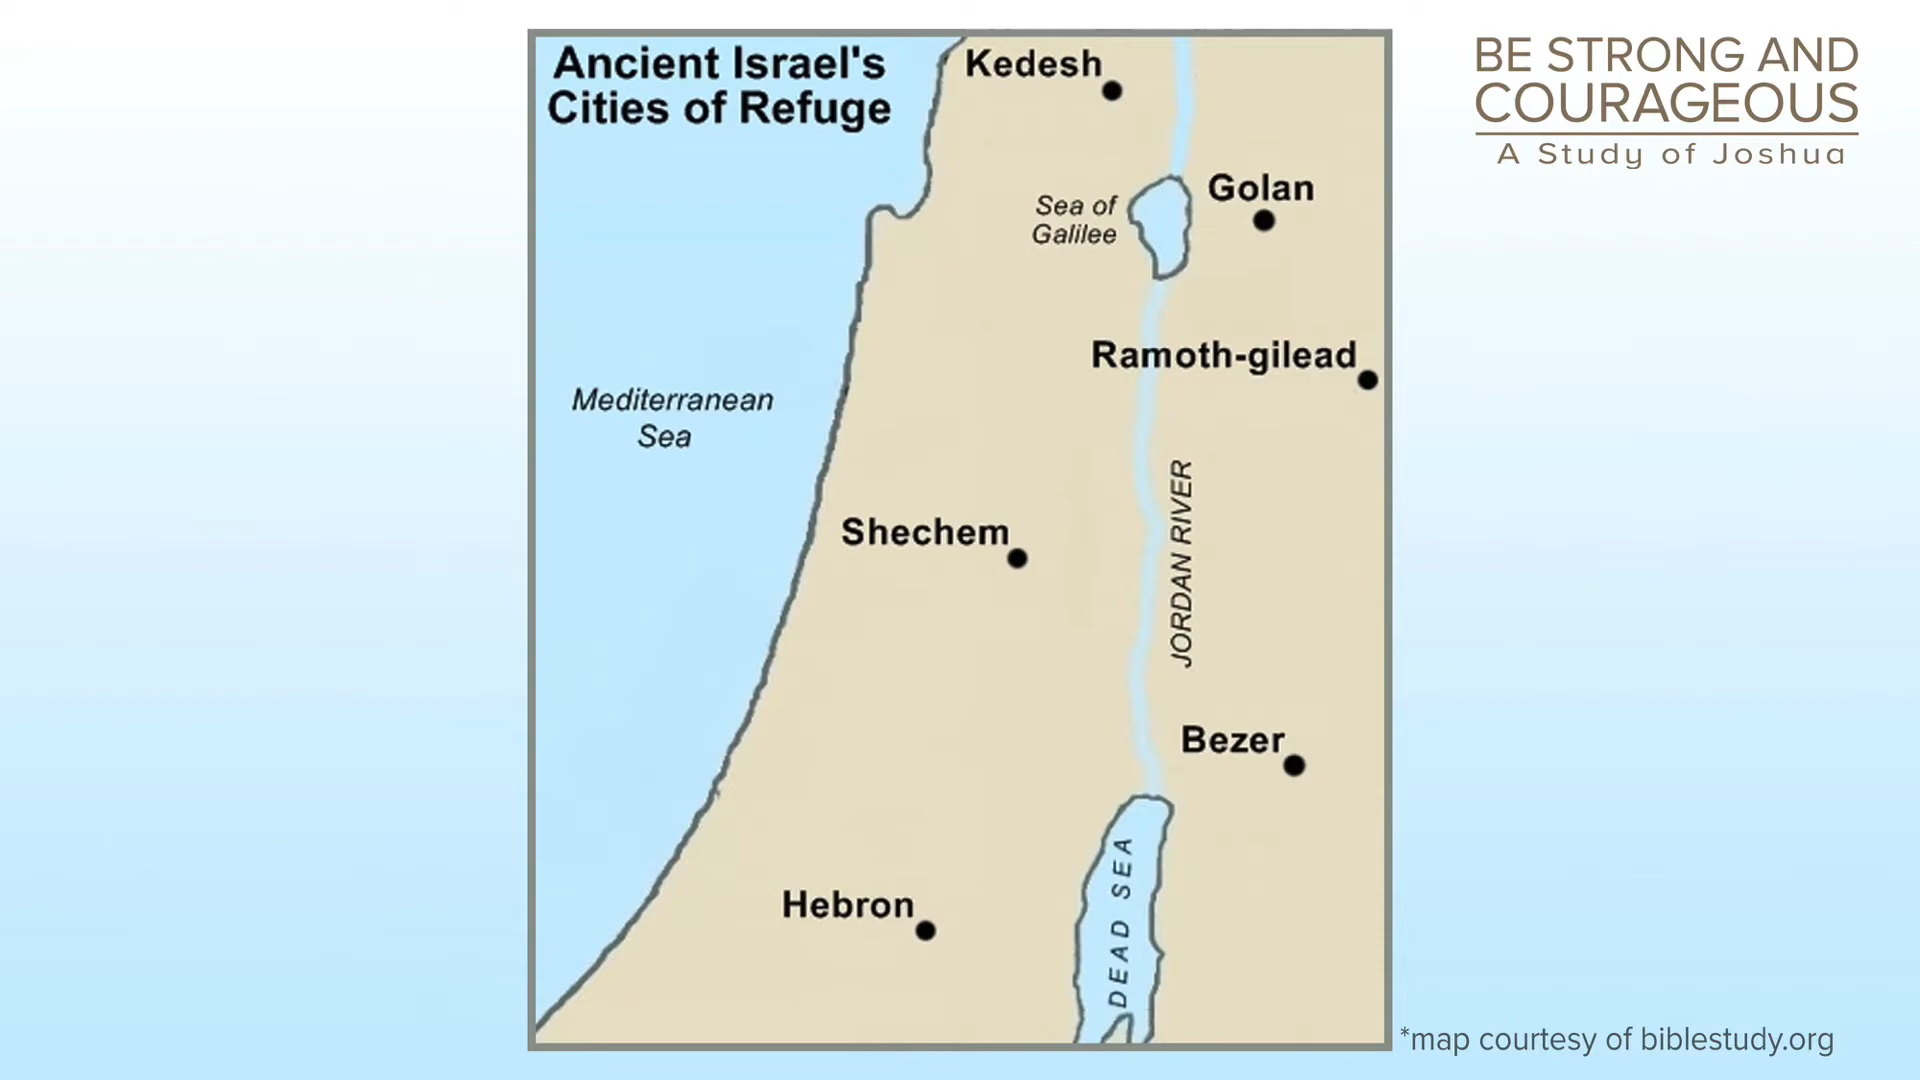 Ancient Israel's
Cities of Refuge
Kedesh
Golan
Sea of
Galilee
Ramoth-gilead
Mediterranean
Sea
JORDAN RIVER
Shechem
Bezer
DEAD SEA
Hebron
BE STRONG AND
COURAGEOUS
A Study of Joshua
*map courtesy of biblestudy.org